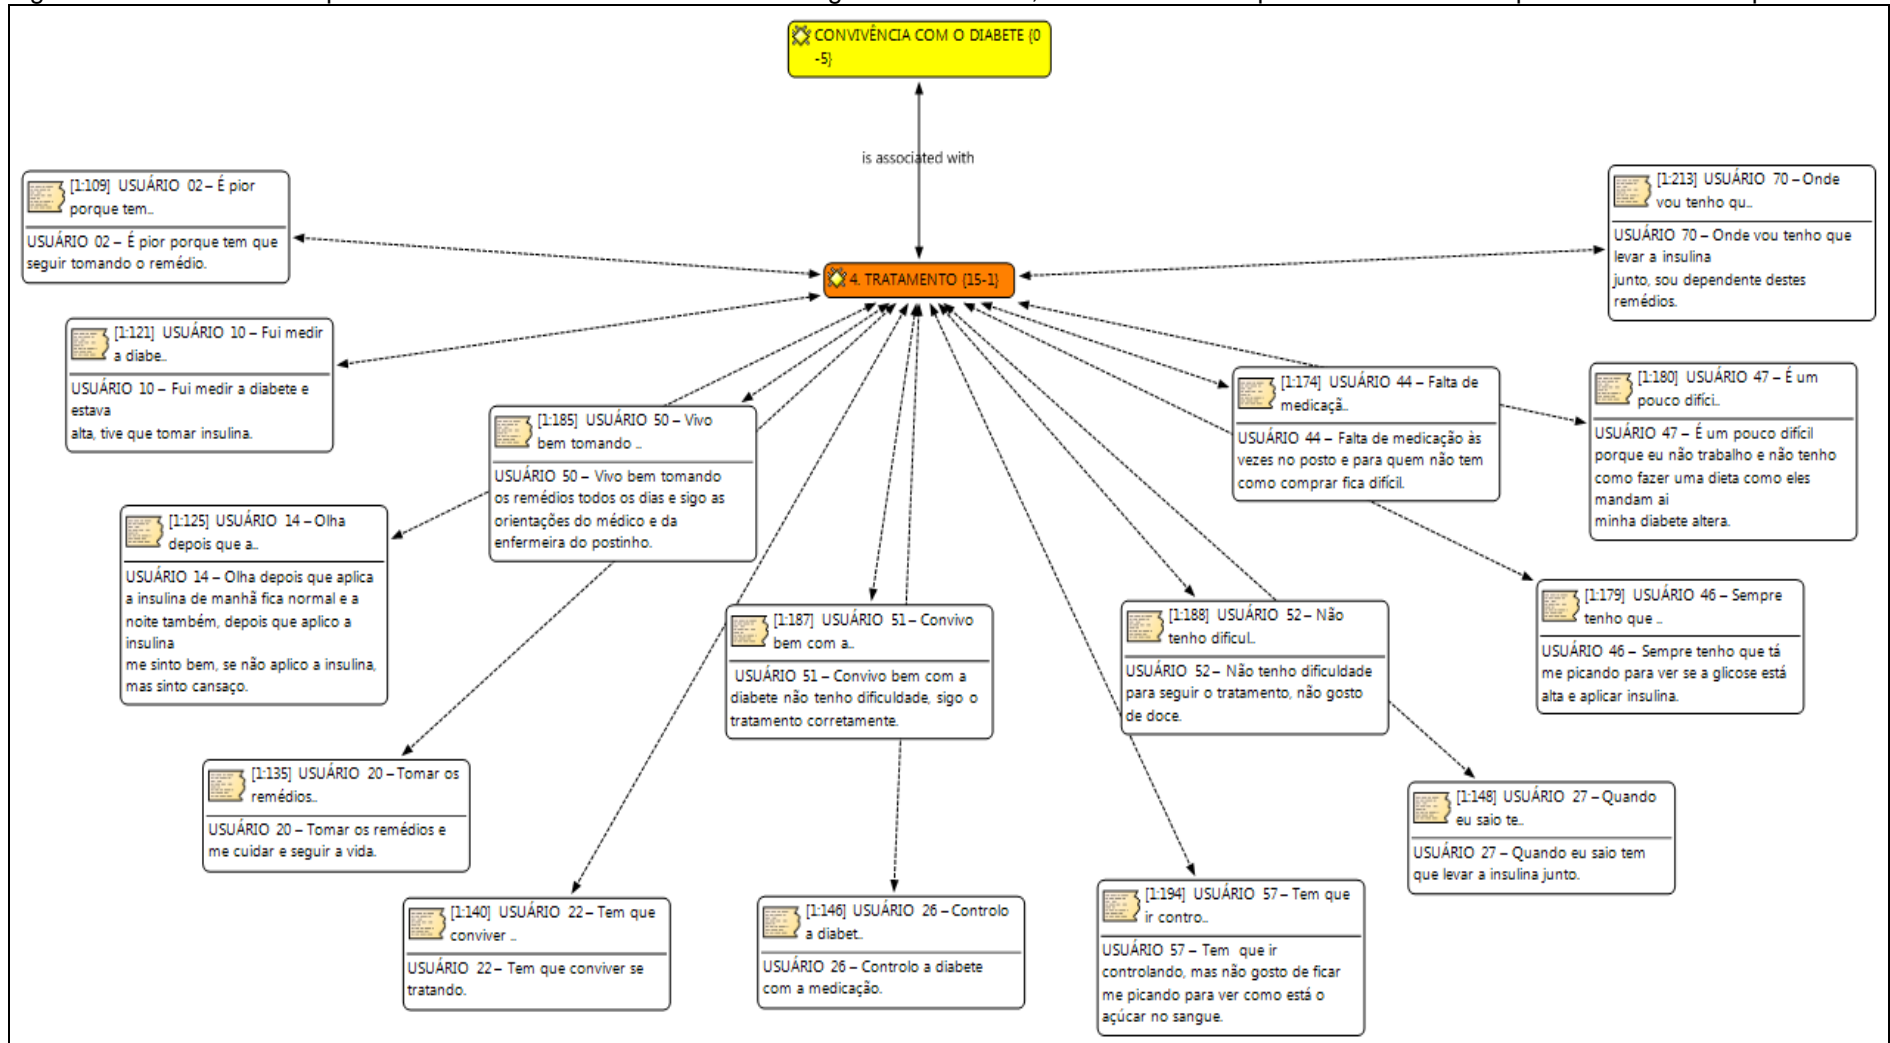 CONVIVÊNCIA COM O DIABETE {0
-5}
is associated with
4. TRATAMENTO {15-1}
[1:109] USUÁRIO 02 – É pior
porque tem..
USUÁRIO 02 – É pior porque tem que
seguir tomando o remédio.
[1:213] USUÁRIO 70 – Onde
vou tenho qu..
USUÁRIO 70 – Onde vou tenho que
levar a insulina
junto, sou dependente destes
remédios.
[1:121] USUÁRIO 10 – Fui medir
a diabe..
USUÁRIO 10 – Fui medir a diabete e
estava
alta, tive que tomar insulina.
[1:185] USUÁRIO 50 – Vivo
bem tomando ..
USUÁRIO 50 – Vivo bem tomando
os remédios todos os dias e sigo as
orientações do médico e da
enfermeira do postinho.
[1:174] USUÁRIO 44 – Falta de
medicaçã..
USUÁRIO 44 – Falta de medicação às
vezes no posto e para quem não tem
como comprar fica difícil.
[1:180] USUÁRIO 47 – É um
pouco difíci..
USUÁRIO 47 – É um pouco difícil
porque eu não trabalho e não tenho
como fazer uma dieta como eles
mandam ai
minha diabete altera.
[1:125] USUÁRIO 14 – Olha
depois que a..
USUÁRIO 14 – Olha depois que aplica
a insulina de manhã fica normal e a
noite também, depois que aplico a
insulina
me sinto bem, se não aplico a insulina,
mas sinto cansaço.
[1:187] USUÁRIO 51 – Convivo
bem com a..
USUÁRIO 51 – Convivo bem com a
diabete não tenho dificuldade, sigo o
tratamento corretamente.
[1:188] USUÁRIO 52 – Não
tenho dificul..
USUÁRIO 52 – Não tenho dificuldade
para seguir o tratamento, não gosto
de doce.
[1:179] USUÁRIO 46 – Sempre
tenho que ..
USUÁRIO 46 – Sempre tenho que tá
me picando para ver se a glicose está
alta e aplicar insulina.
[1:135] USUÁRIO 20 – Tomar os
remédios..
USUÁRIO 20 – Tomar os remédios e
me cuidar e seguir a vida.
[1:148] USUÁRIO 27 – Quando
eu saio te..
USUÁRIO 27 – Quando eu saio tem
que levar a insulina junto.
[1:140] USUÁRIO 22 – Tem que
conviver ..
USUÁRIO 22 – Tem que conviver se
tratando.
[1:146] USUÁRIO 26 – Controlo
a diabet..
USUÁRIO 26 – Controlo a diabete
com a medicação.
[1:194] USUÁRIO 57 – Tem que
ir contro..
USUÁRIO 57 – Tem que ir
controlando, mas não gosto de ficar
me picando para ver como está o
açúcar no sangue.